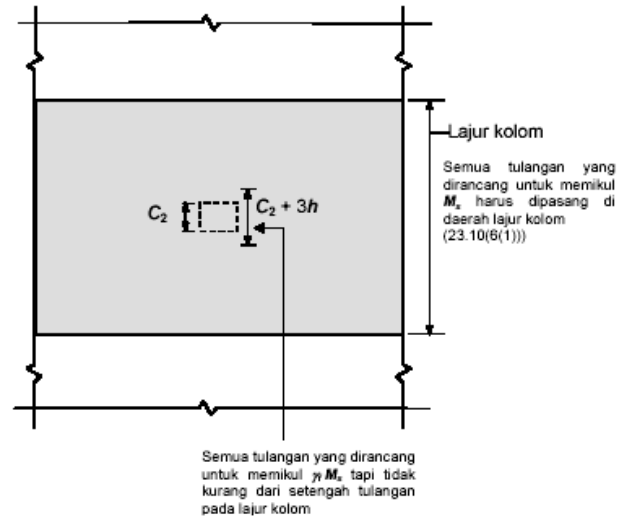 Lajur kolom
Semua tulangan yang
dirancang untuk memikul
Ms harus dipasang di
daerah lajur kolom
(23.10(6(1)))
C2
C2 + 3h
Semua tulangan yang dirancang
untuk memikul γf Ms tapi tidak
kurang dari setengah tulangan
pada lajur kolom